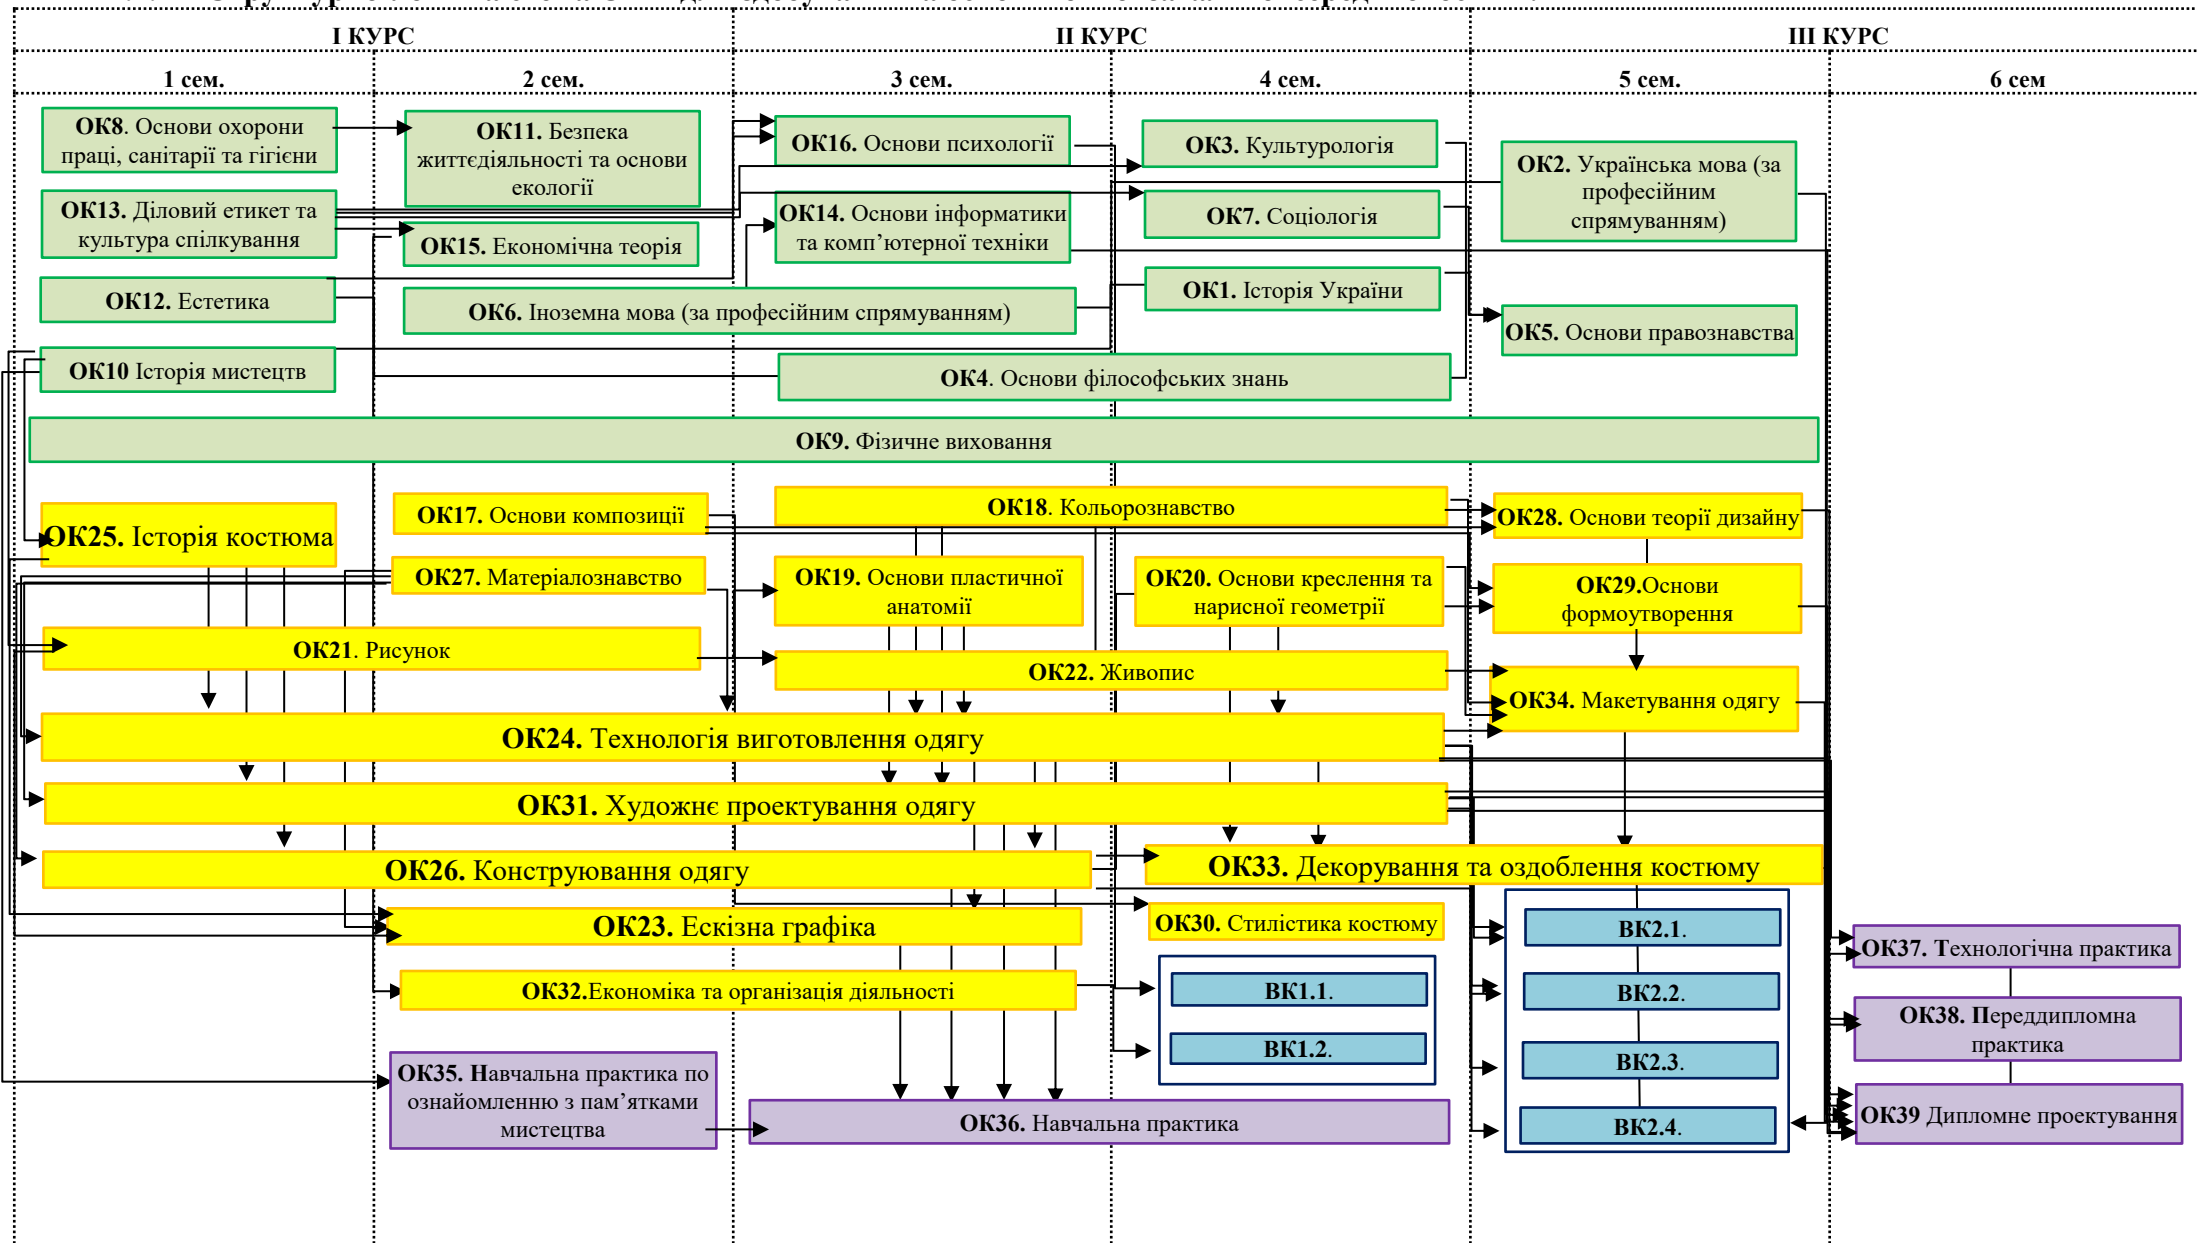 І КУРС
ІІ КУРС
ІІІ КУРС
1 сем.
2 сем.
3 сем.
4 сем.
5 сем.
6 сем
ОК8. Основи охорони
праці, санітарії та гігієни
ОК11. Безпека
життєдіяльності та основи
екології
ОК16. Основи психології
ОК3. Культурологія
ОК2. Українська мова (за
професійним
спрямуванням)
ОК13. Діловий етикет та
культура спілкування
ОК15. Економічна теорія
ОК14. Основи інформатики
та комп’ютерної техніки
ОК7. Соціологія
ОК12. Естетика
ОК6. Іноземна мова (за професійним спрямуванням)
ОК1. Історія України
ОК5. Основи правознавства
ОК10 Історія мистецтв
ОК4. Основи філософських знань
ОК9. Фізичне виховання
ОК25. Історія костюма
ОК17. Основи композиції
ОК18. Кольорознавство
ОК28. Основи теорії дизайну
ОК27. Матеріалознавство
ОК19. Основи пластичної
анатомії
ОК20. Основи креслення та
нарисної геометрії
ОК29.Основи
формоутворення
ОК21. Рисунок
ОК22. Живопис
ОК34. Макетування одягу
ОК24. Технологія виготовлення одягу
ОК31. Художнє проектування одягу
ОК26. Конструювання одягу
ОК33. Декорування та оздоблення костюму
ОК23. Ескізна графіка
ОК30. Стилістика костюму
ВК2.1.
ОК37. Технологічна практика
ОК32.Економіка та організація діяльності
ВК1.1.
ВК2.2.
ОК38. Переддипломна
практика
ВК1.2.
ВК2.3.
ОК35. Навчальна практика по
ознайомленню з пам’ятками
мистецтва
ОК36. Навчальна практика
ВК2.4.
ОК39 Дипломне проектування